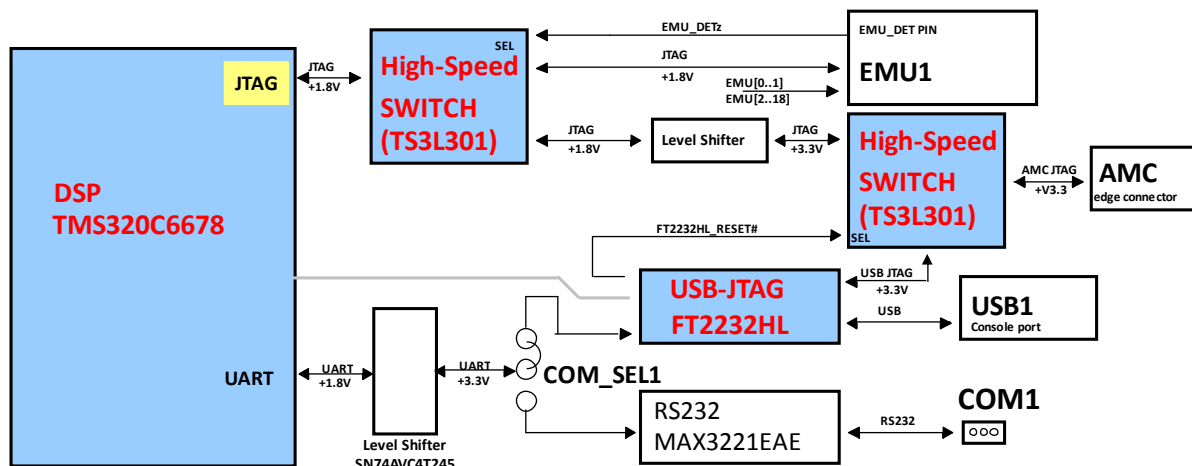 EMU_DETz
EMU_DET PIN
SEL
JTAG
JTAG
+1.8V
High-Speed
SWITCH
(TS3L301)
JTAG
+1.8V
EMU[0..1]
EMU[2..18]
EMU1
JTAG
+1.8V
Level Shifter
JTAG
+3.3V
High-Speed
SWITCH
(TS3L301)
SEL
AMC JTAG
+V3.3
AMC
edge connector
DSP
TMS320C6678
FT2232HL_RESET#
USB-JTAG
FT2232HL
USB JTAG
+3.3V
USB
USB1
Console port
UART
UART
+1.8V
UART
+3.3V
COM_SEL1
Level Shifter
SN74AVC4T245
RS232
MAX3221EAE
RS232
COM1